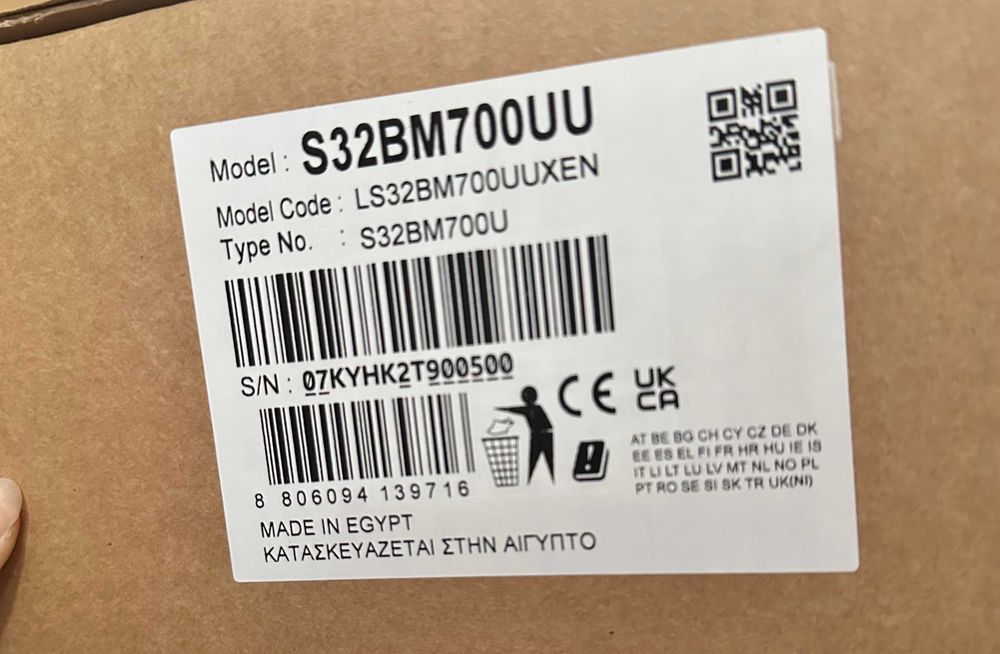 Model : S32BM700UU
Model Code : LS32BM700UUXEN
Type No. : S32BM700U
S/N : 07KYHK2T900500
CE UK CA
8 806094 139716
AT BE BG CH CY CZ DE DK
EE ES EL FI FR HR HU IE IS
IT LI LT LU LV MT NL NO PL
PT RO SE SI SK TR UK(NI)
MADE IN EGYPT
ΚΑΤΑΣΚΕΥΑΖΕΤΑΙ ΣΤΗΝ ΑΙΓΥΠΤΟ